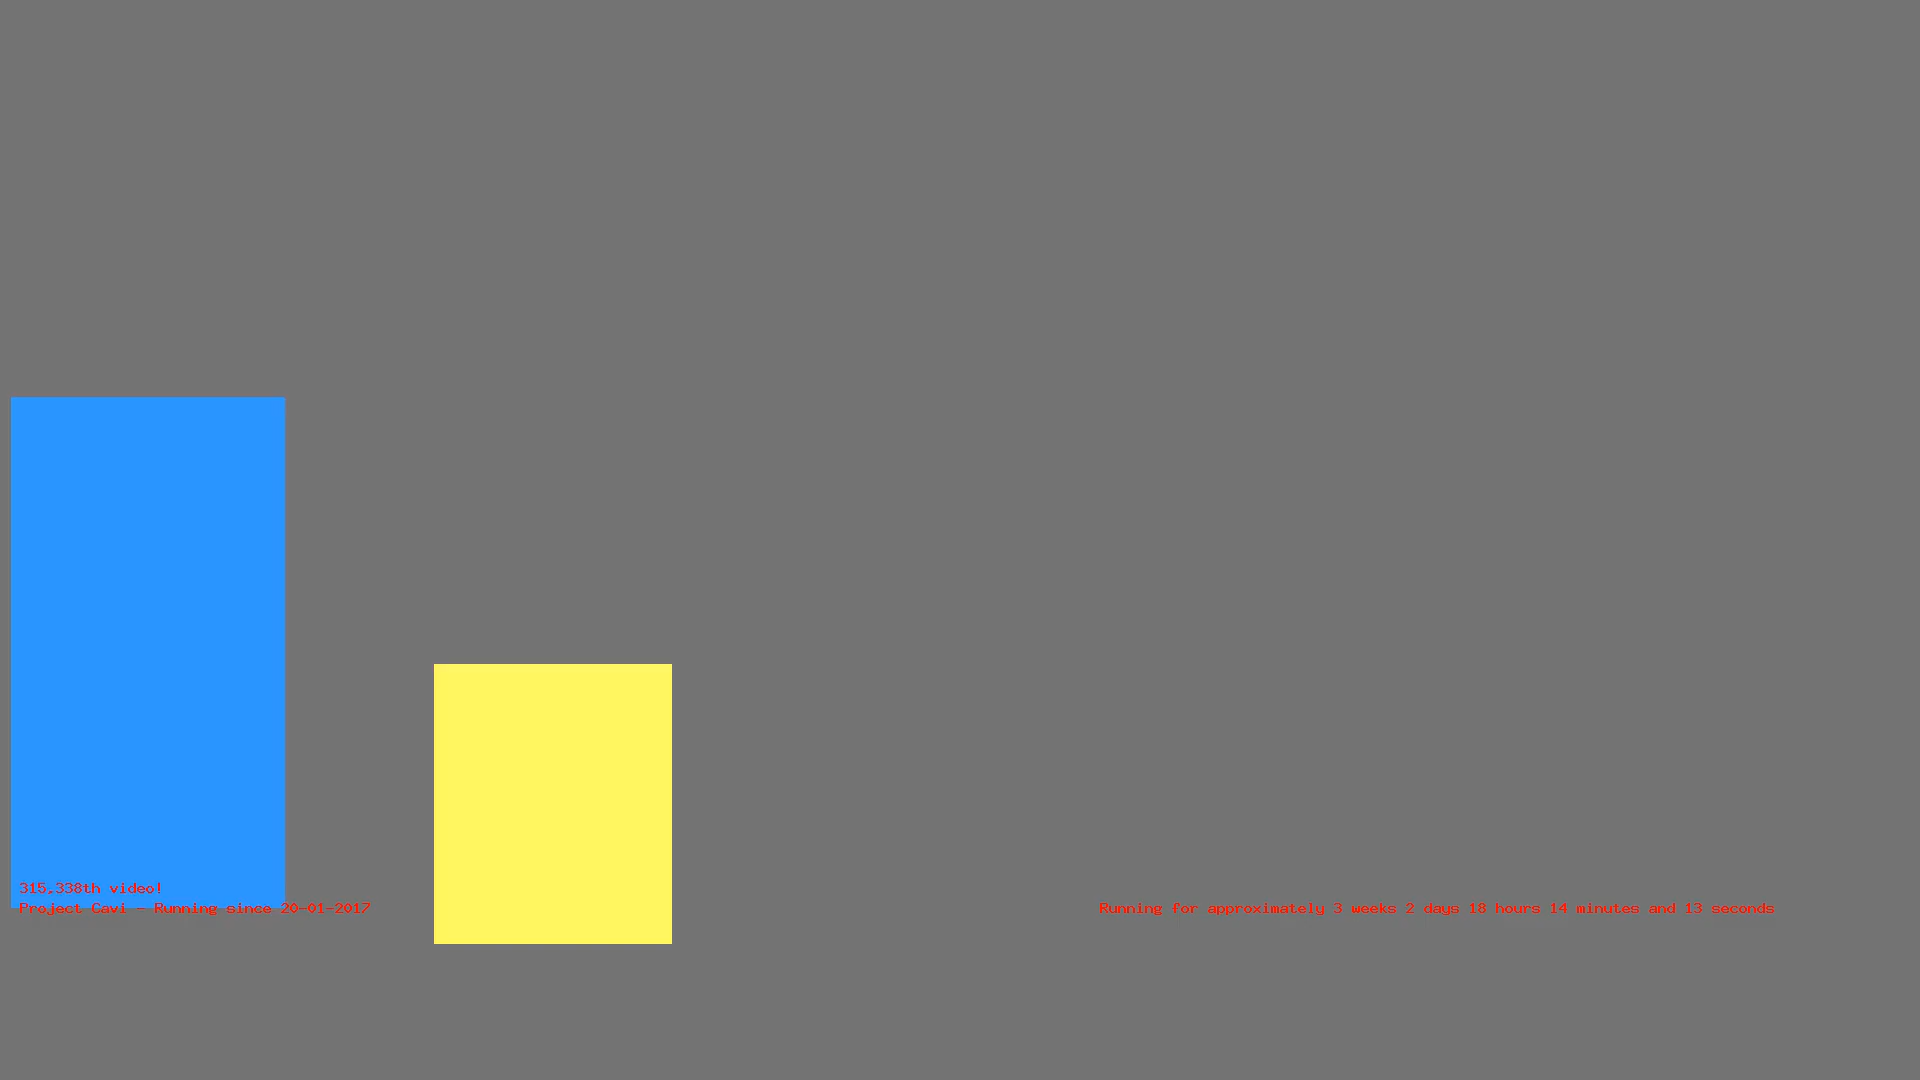 315,338th video!
Project Cavi - Running since 20-01-2017
Running for approximately 3 weeks 2 days 18 hours 14 minutes and 13 seconds